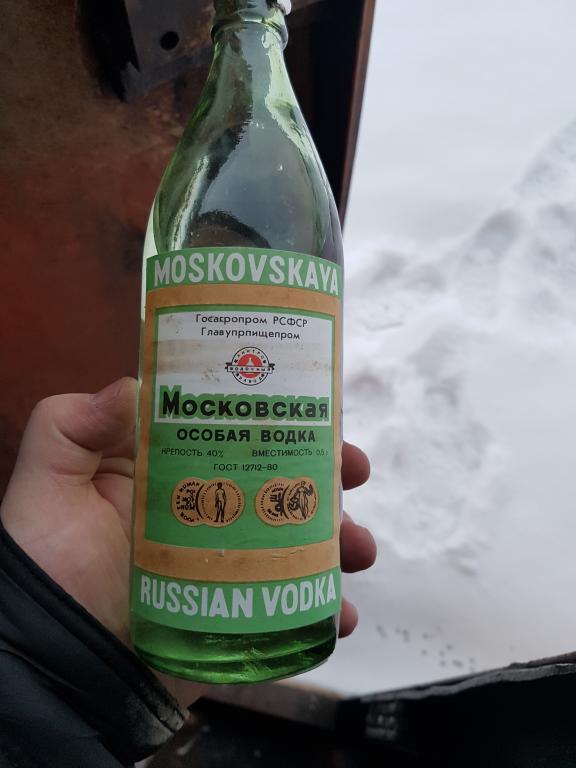 MOSKOVSKAYA
Госагропром РСФСР
Главупрпищепром
Московская
ОСОБАЯ ВОДКА
КРЕПОСТЬ 40% ВМЕСТИМОСТЬ 0,5 л
ГОСТ 12712-80
RUSSIAN VODKA